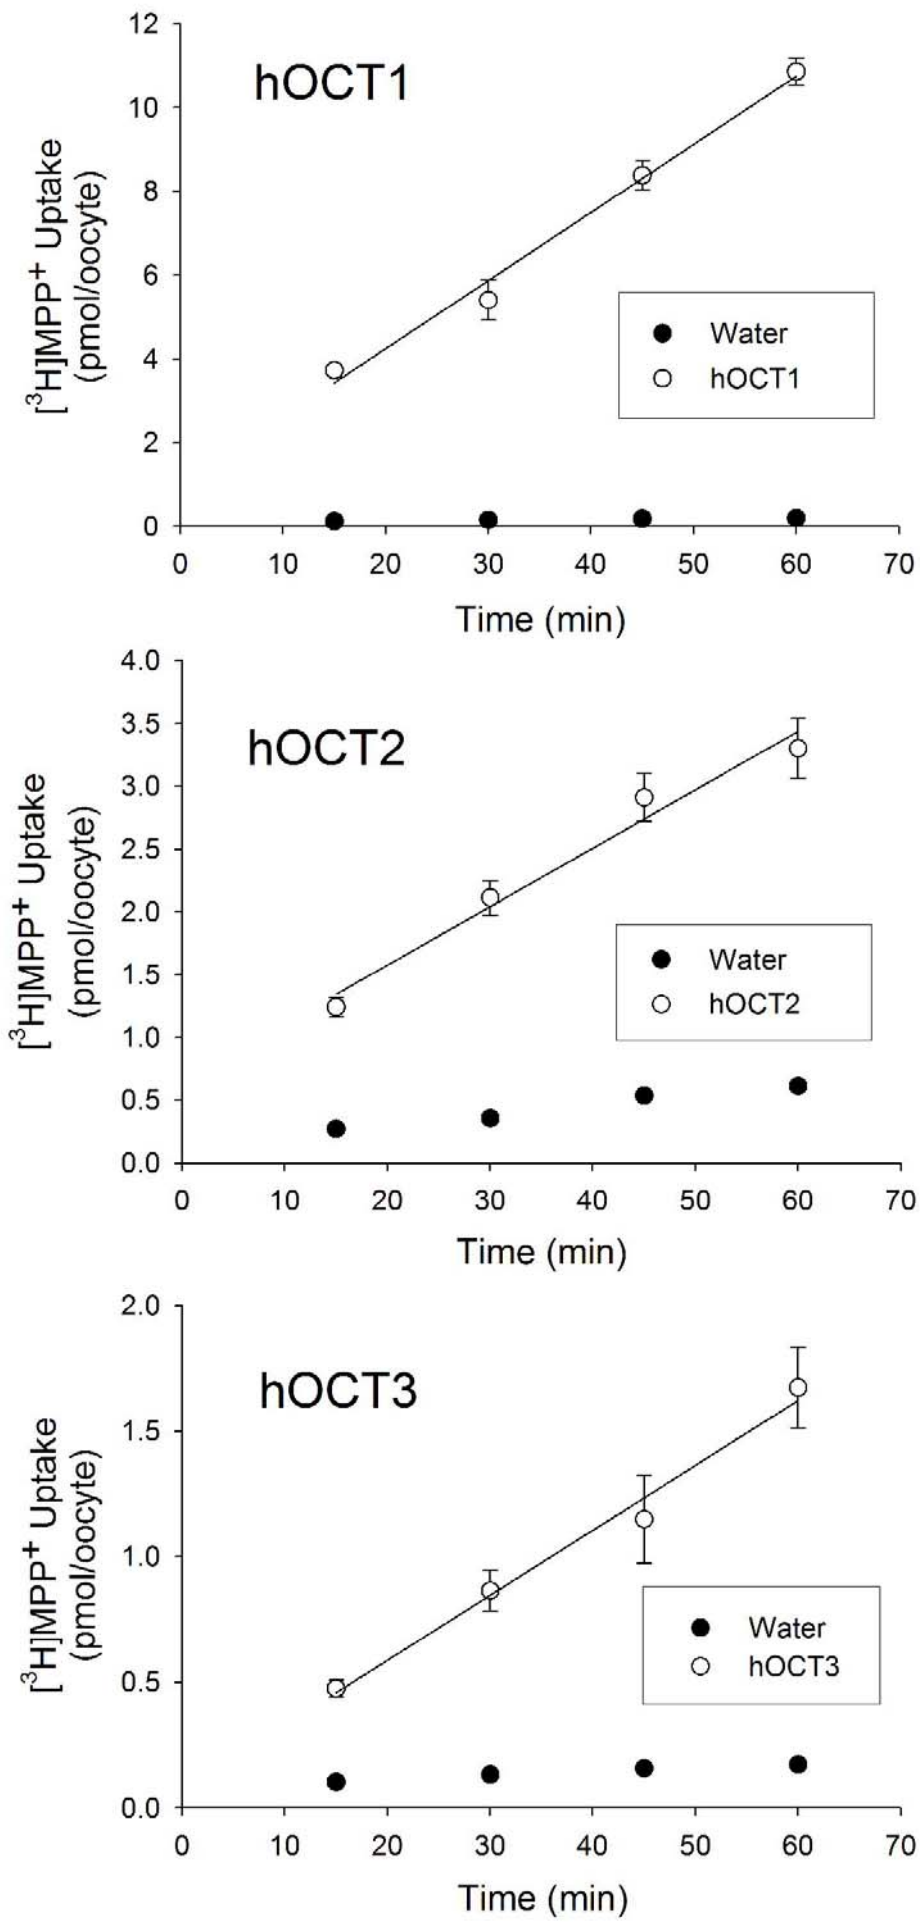 hOCT1
[³H]MPP⁺ Uptake
(pmol/oocyte)
12
10
8
6
4
2
0
Water
hOCT1
0 10 20 30 40 50 60 70
Time (min)
hOCT2
[³H]MPP⁺ Uptake
(pmol/oocyte)
4.0
3.5
3.0
2.5
2.0
1.5
1.0
0.5
0.0
Water
hOCT2
0 10 20 30 40 50 60 70
Time (min)
hOCT3
[³H]MPP⁺ Uptake
(pmol/oocyte)
2.0
1.5
1.0
0.5
0.0
Water
hOCT3
0 10 20 30 40 50 60 70
Time (min)